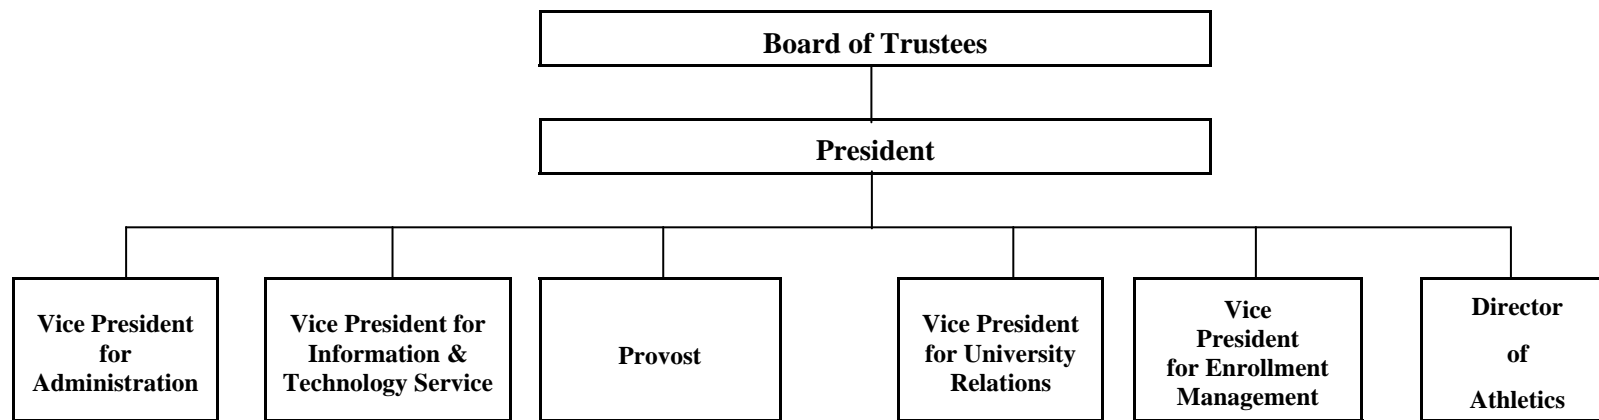 Board of Trustees
President
Vice President
for
Administration
Vice President for
Information &
Technology Service
Provost
Vice President
for University
Relations
Vice
President
for Enrollment
Management
Director
of
Athletics